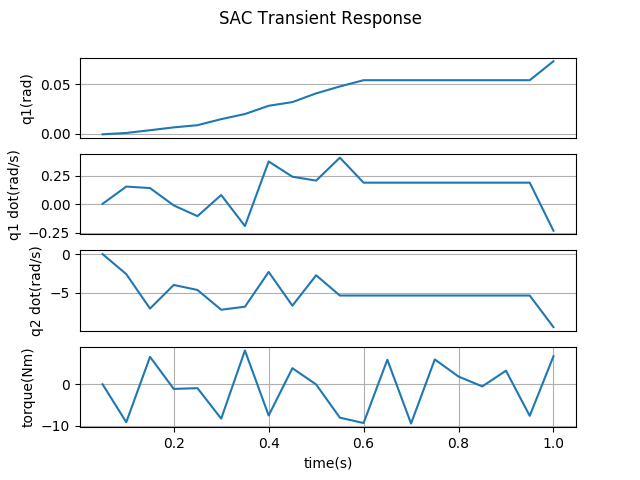 SAC Transient Response
q1(rad)
0.05
0.00
q1 dot(rad/s)
0.25
0.00
−0.25
q2 dot(rad/s)
0
−5
torque(Nm)
0
−10
0.2 0.4 0.6 0.8 1.0
time(s)